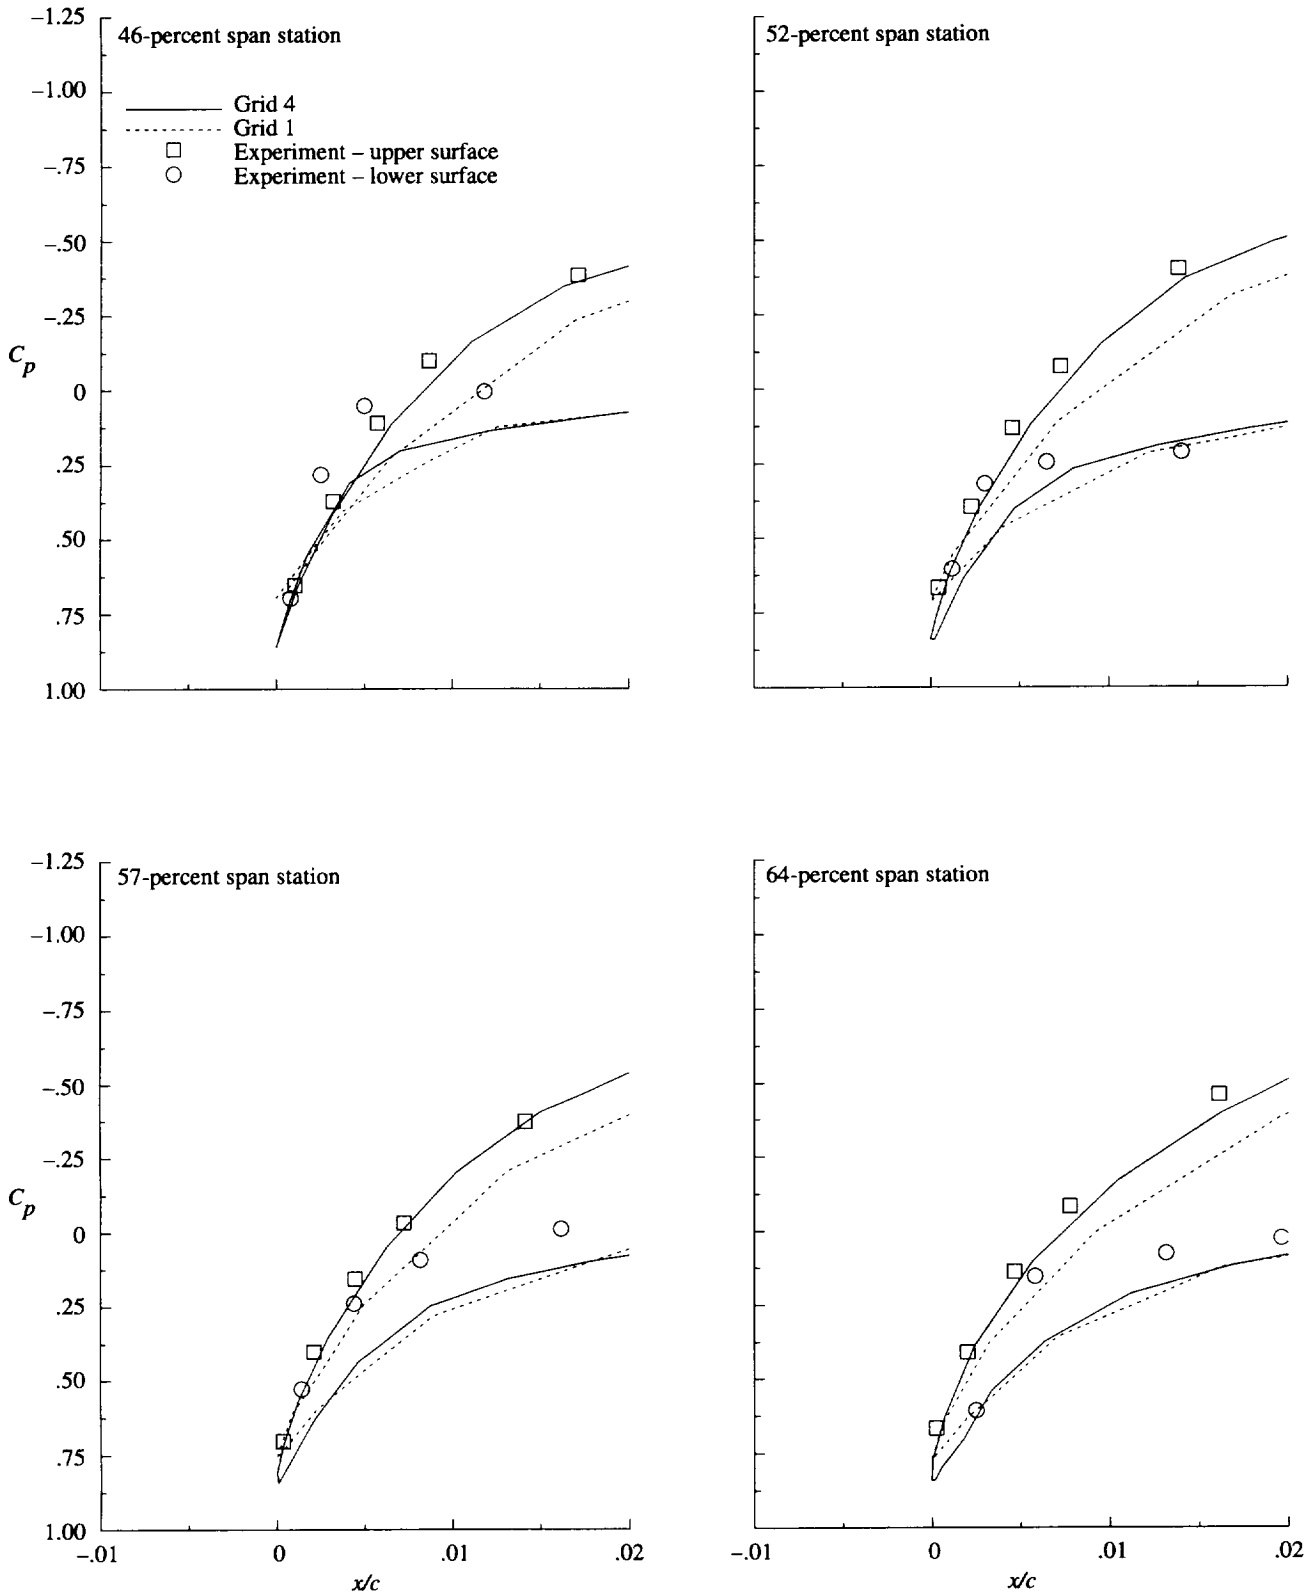 46-percent span station
52-percent span station
Grid 4
Grid 1
Experiment – upper surface
Experiment – lower surface
–1.25
–1.00
–.75
–.50
–.25
0
.25
.50
.75
1.00
C_p
57-percent span station
64-percent span station
–1.25
–1.00
–.75
–.50
–.25
0
.25
.50
.75
1.00
C_p
–.01 0 .01 .02
x/c
–.01 0 .01 .02
x/c